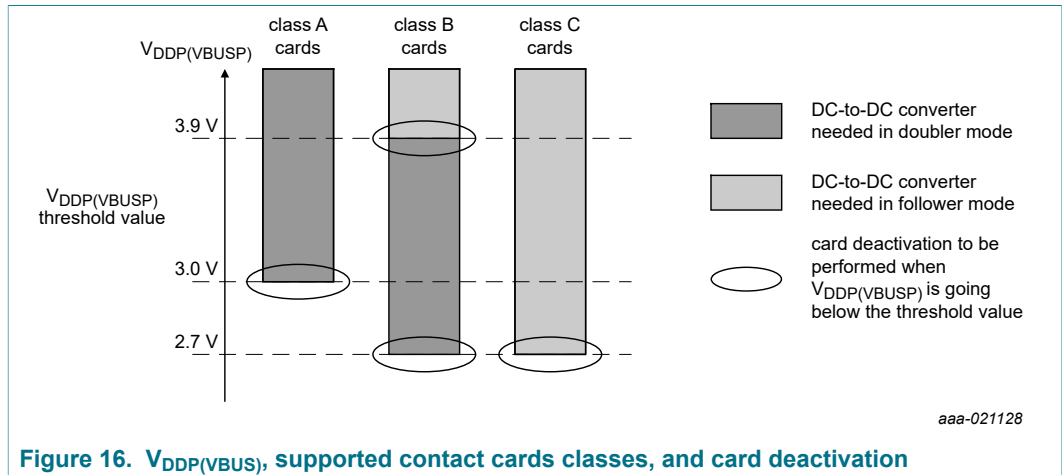 class A
cards
class B
cards
class C
cards
VDDP(VBUSP)
3.9 V
VDDP(VBUSP)
threshold value
3.0 V
2.7 V
DC-to-DC converter
needed in doubler mode
DC-to-DC converter
needed in follower mode
card deactivation to be
performed when
VDDP(VBUSP) is going
below the threshold value
aaa-021128
Figure 16. VDDP(VBUS), supported contact cards classes, and card deactivation